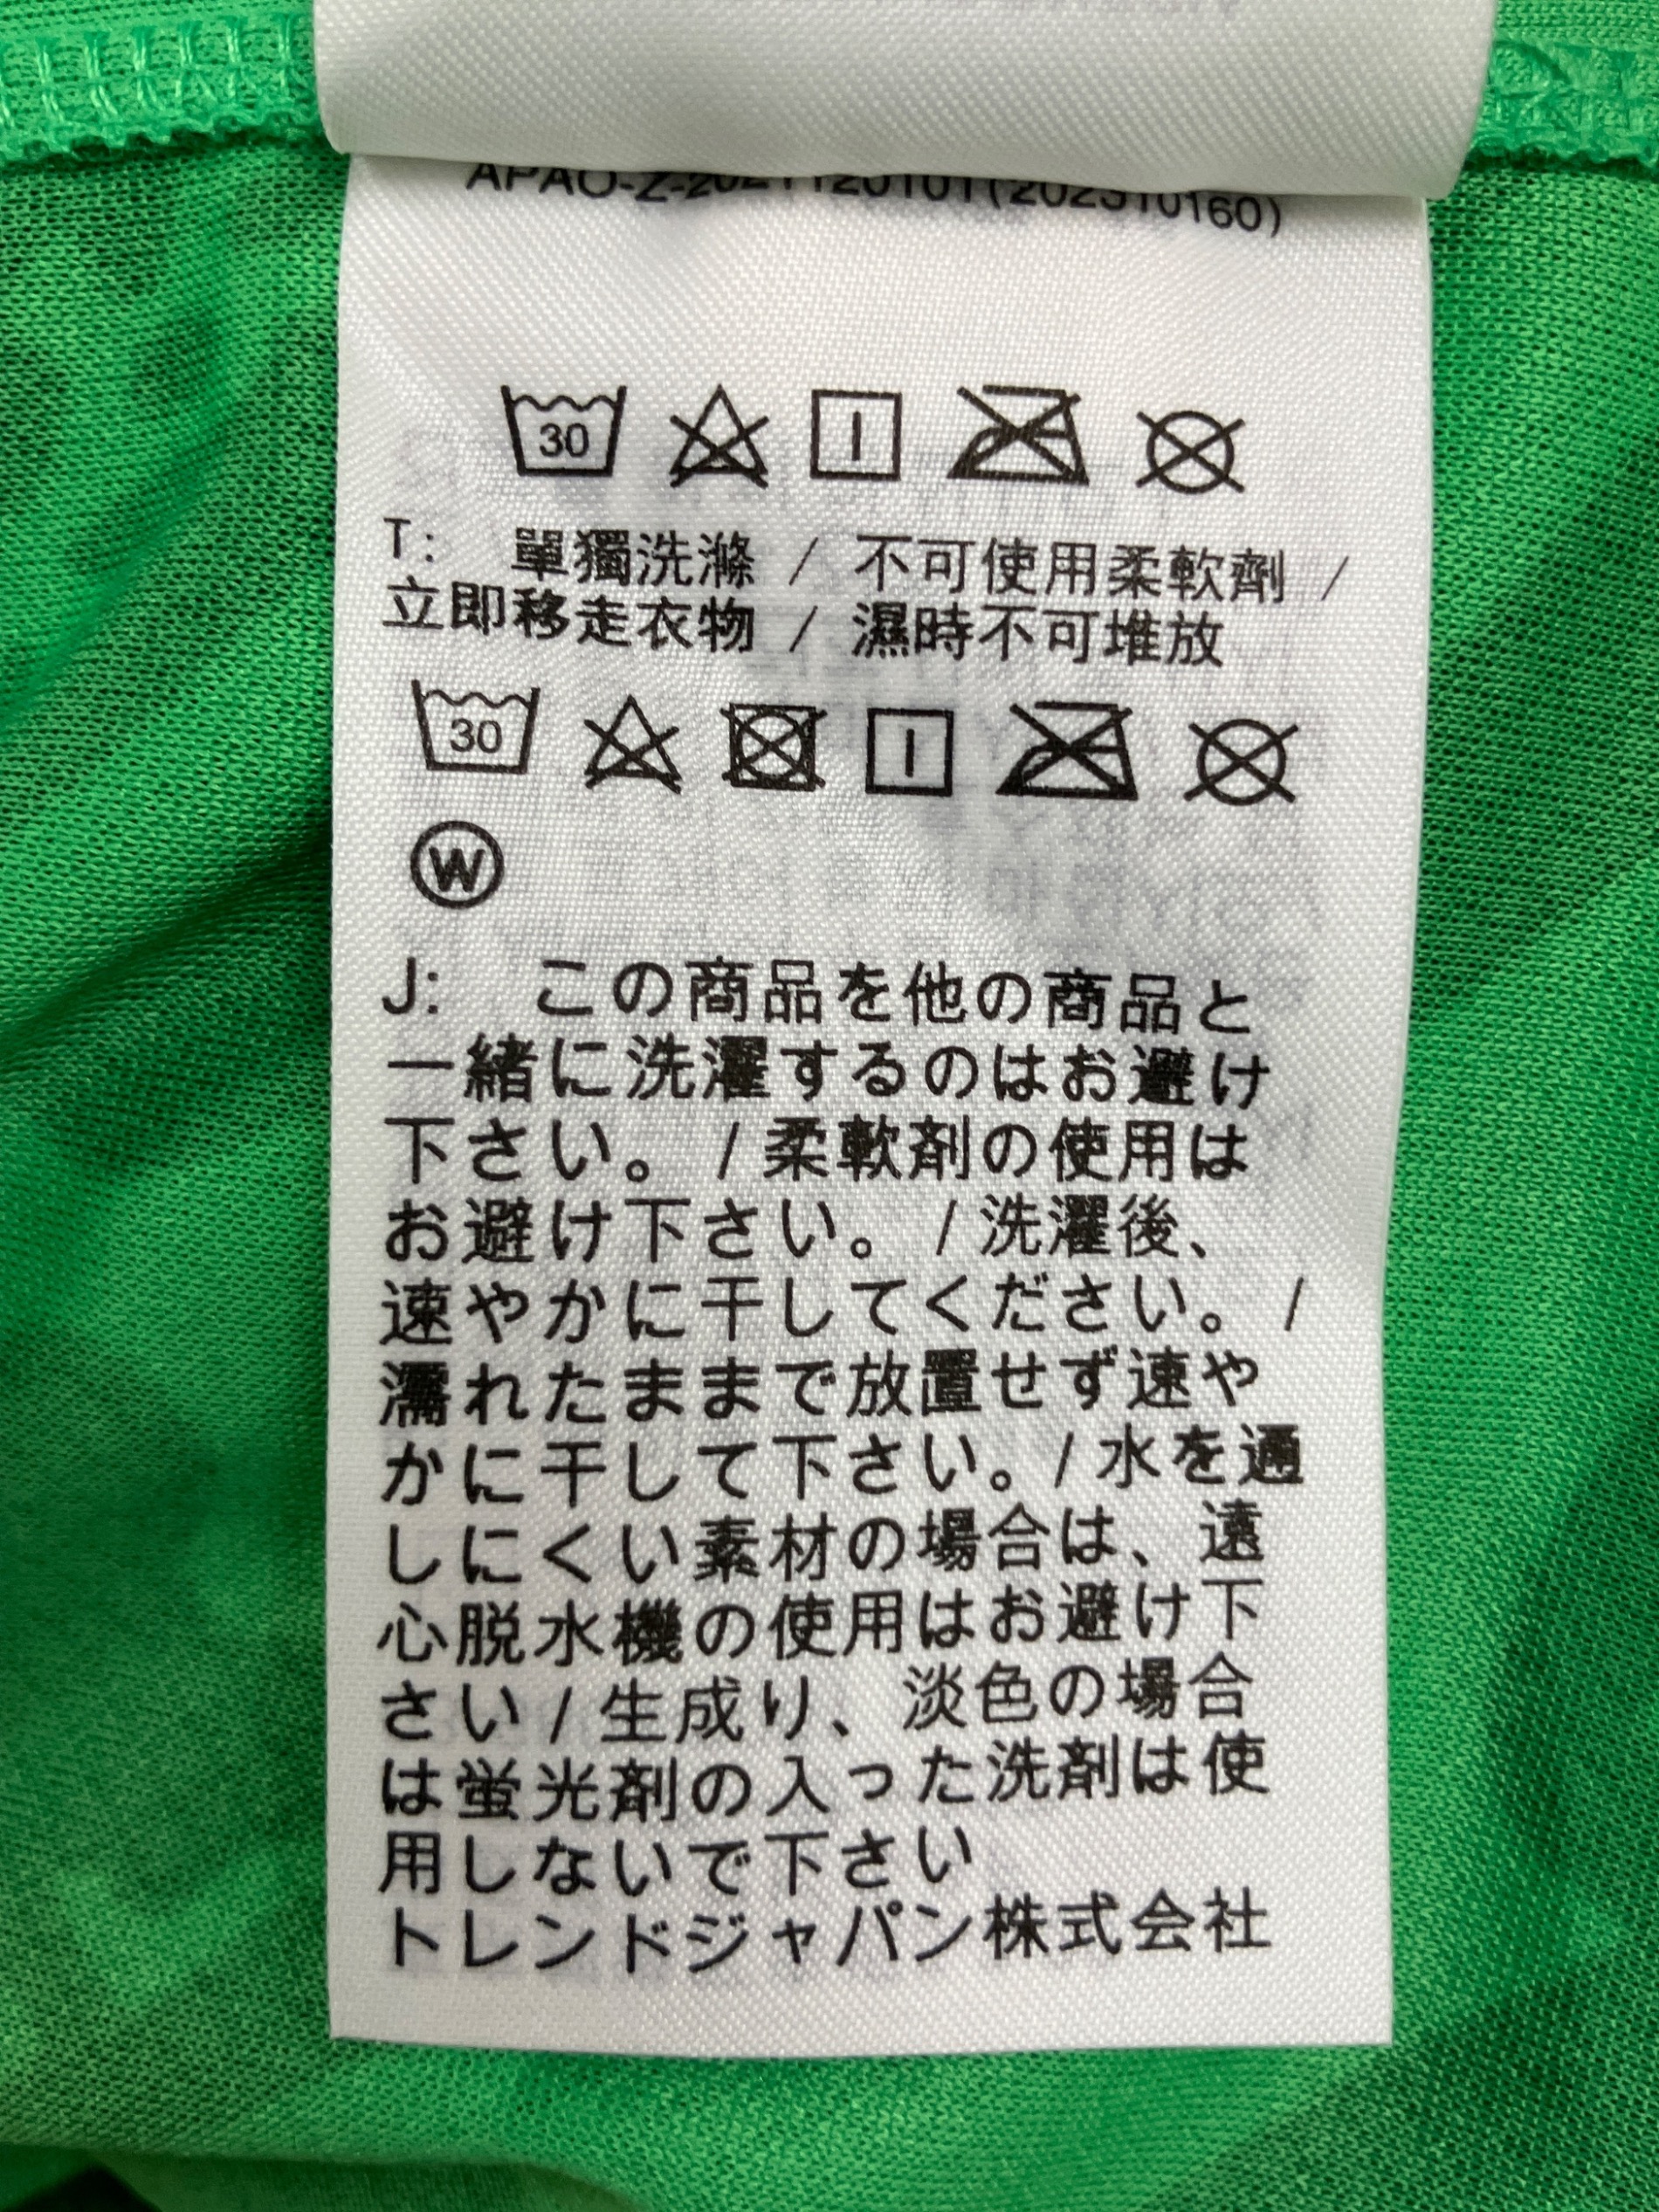 30
T: 單獨洗滌 / 不可使用柔軟劑 /
立即移走衣物 / 濕時不可堆放
30
W
J: この商品を他の商品と
一緒に洗濯するのはお避け
下さい。 / 柔軟剤の使用は
お避け下さい。 / 洗濯後、
速やかに干してください。 /
濡れたままで放置せず速や
かに干して下さい。 / 水を通
しにくい素材の場合は、遠
心脱水機の使用はお避け下
さい / 生成り、淡色の場合
は蛍光剤の入った洗剤は使
用しないで下さい
トレンドジャパン株式会社